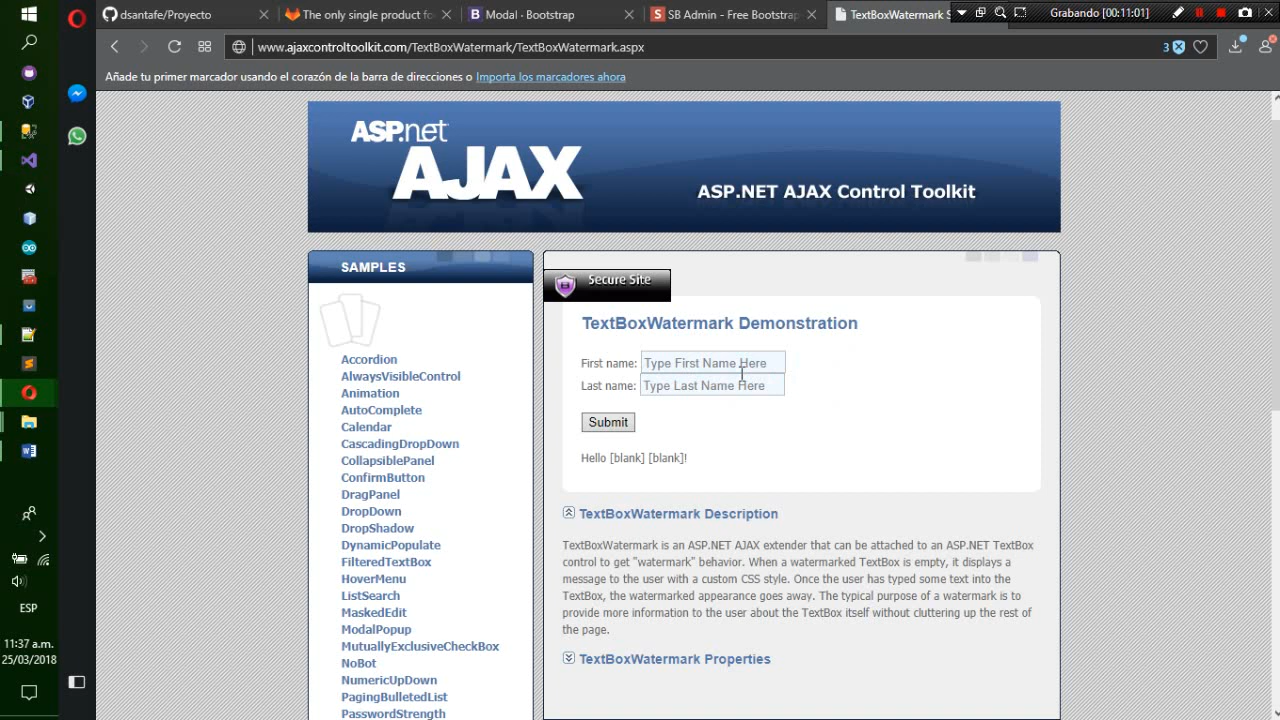 dsantafe/Proyecto
The only single product fo
Modal · Bootstrap
SB Admin - Free Bootstrap
TextBoxWatermark S
Grabando [00:11:01]
www.ajaxcontroltoolkit.com/TextBoxWatermark/TextBoxWatermark.aspx
3
Añade tu primer marcador usando el corazón de la barra de direcciones o Importa los marcadores ahora
ASP.net
AJAX
ASP.NET AJAX Control Toolkit
SAMPLES
Accordion
AlwaysVisibleControl
Animation
AutoComplete
Calendar
CascadingDropDown
CollapsiblePanel
ConfirmButton
DragPanel
DropDown
DropShadow
DynamicPopulate
FilteredTextBox
HoverMenu
ListSearch
MaskedEdit
ModalPopup
MutuallyExclusiveCheckBox
NoBot
NumericUpDown
PagingBulletedList
PasswordStrength
Secure Site
TextBoxWatermark Demonstration
First name: Type First Name Here
Last name: Type Last Name Here
Submit
Hello [blank] [blank]!
TextBoxWatermark Description
TextBoxWatermark is an ASP.NET AJAX extender that can be attached to an ASP.NET TextBox
control to get "watermark" behavior. When a watermarked TextBox is empty, it displays a
message to the user with a custom CSS style. Once the user has typed some text into the
TextBox, the watermarked appearance goes away. The typical purpose of a watermark is to
provide more information to the user about the TextBox itself without cluttering up the rest of
the page.
TextBoxWatermark Properties
ESP
11:37 a.m.
25/03/2018